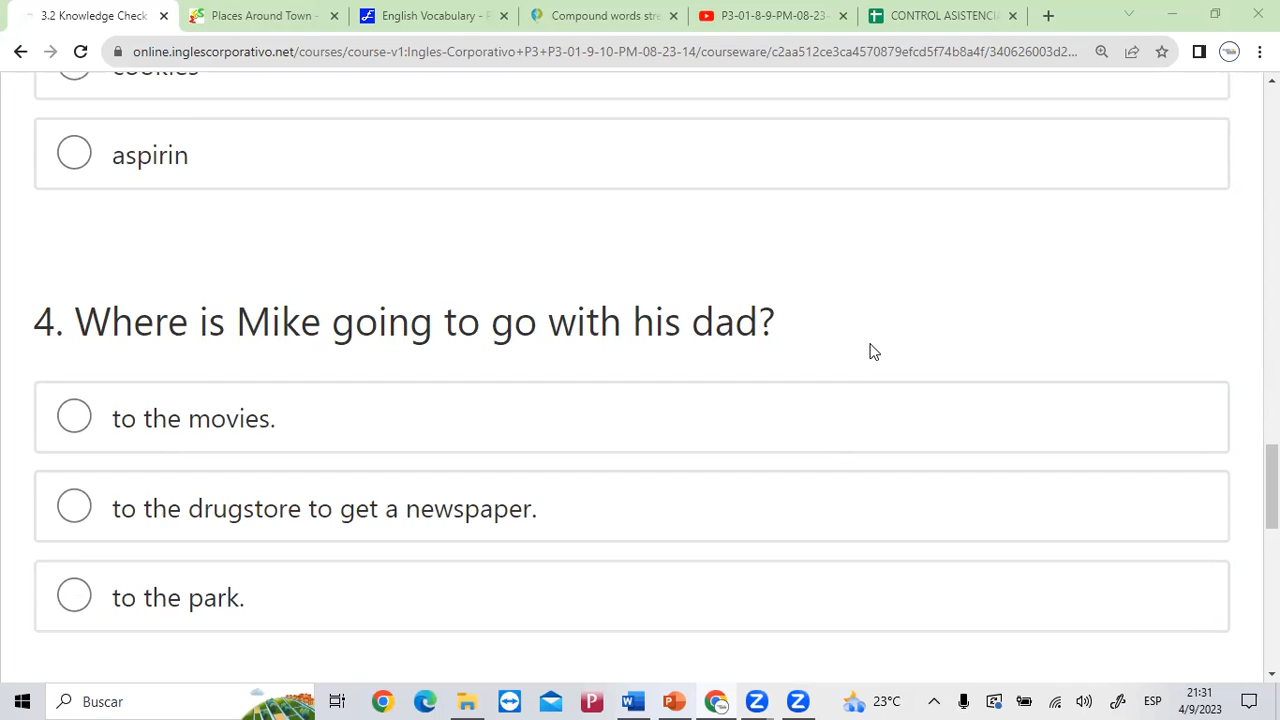 3.2 Knowledge Check
Places Around Town -
English Vocabulary - P
Compound words stre
P3-01-8-9-PM-08-23-
CONTROL ASISTENCIA
online.inglescorporativo.net/courses/course-v1:Ingles-Corporativo+P3+P3-01-9-10-PM-08-23-14/courseware/c2aa512ce3ca4570879efcd5f74b8a4f/340626003d2...
cookies
aspirin
4. Where is Mike going to go with his dad?
to the movies.
to the drugstore to get a newspaper.
to the park.
Buscar
23°C
ESP
21:31
4/9/2023